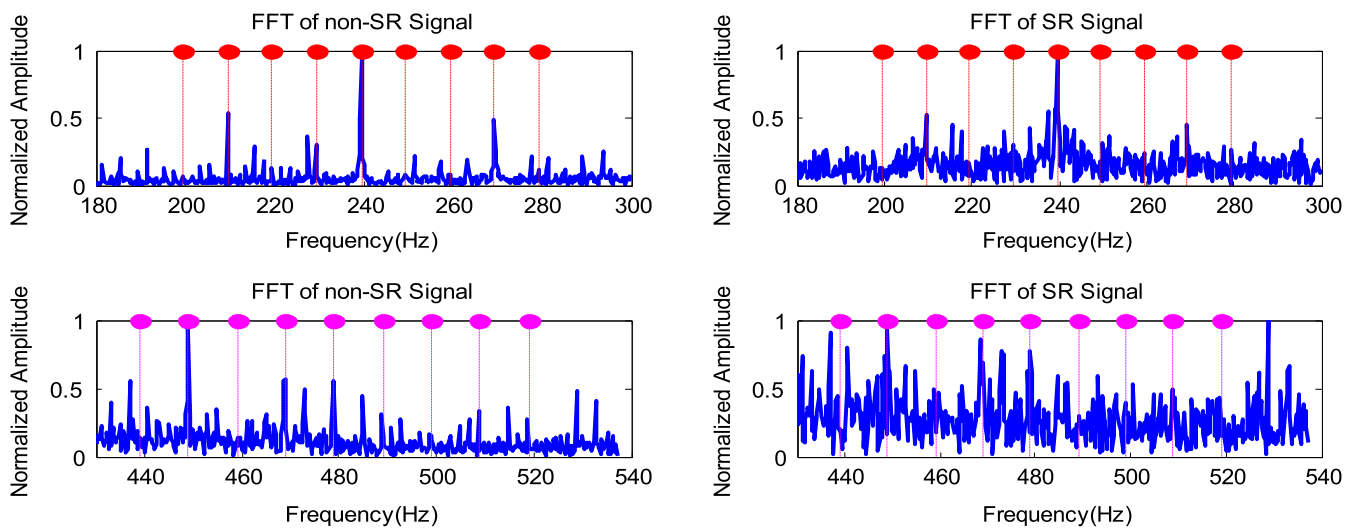 FFT of non-SR Signal
Normalized Amplitude
1
0.5
0
180 200 220 240 260 280 300
Frequency(Hz)
FFT of SR Signal
Normalized Amplitude
1
0.5
0
180 200 220 240 260 280 300
Frequency(Hz)
FFT of non-SR Signal
Normalized Amplitude
1
0.5
0
440 460 480 500 520 540
Frequency(Hz)
FFT of SR Signal
Normalized Amplitude
1
0.5
0
440 460 480 500 520 540
Frequency(Hz)